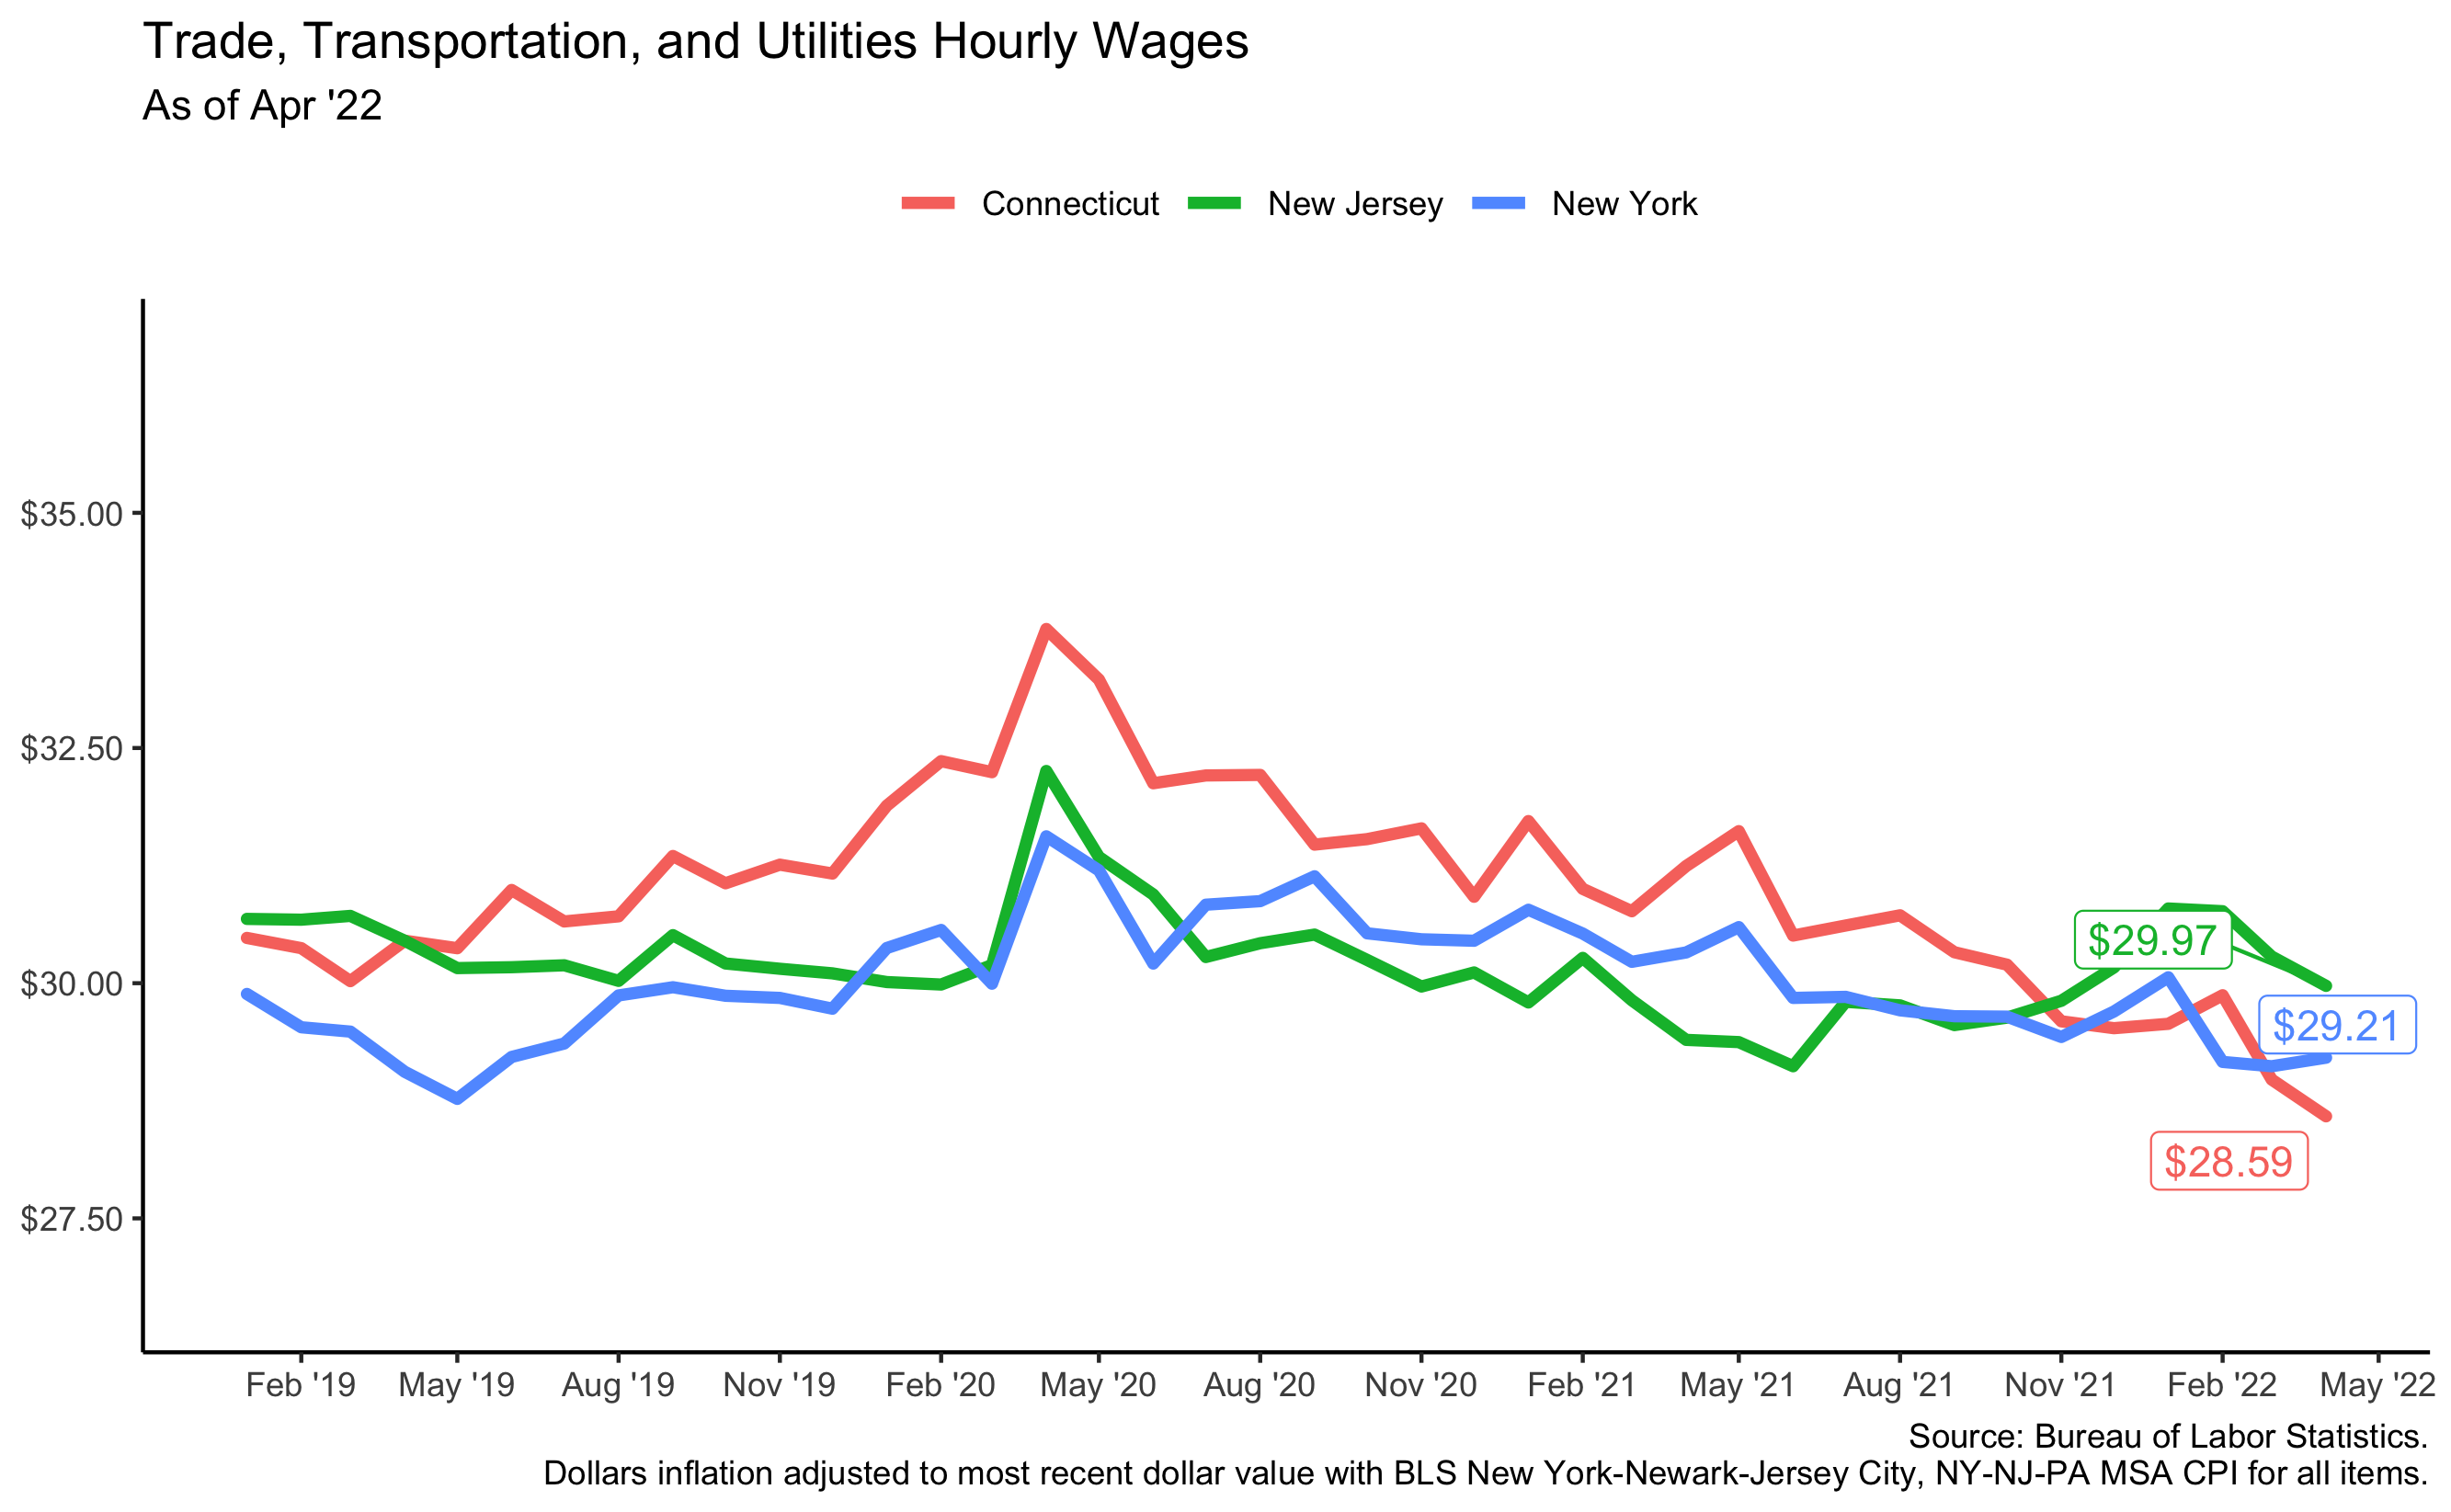 Trade, Transportation, and Utilities Hourly Wages
As of Apr '22
Connecticut New Jersey New York
$35.00
$32.50
$30.00
$27.50
$29.97
$29.21
$28.59
Feb '19 May '19 Aug '19 Nov '19 Feb '20 May '20 Aug '20 Nov '20 Feb '21 May '21 Aug '21 Nov '21 Feb '22 May '22
Source: Bureau of Labor Statistics.
Dollars inflation adjusted to most recent dollar value with BLS New York-Newark-Jersey City, NY-NJ-PA MSA CPI for all items.